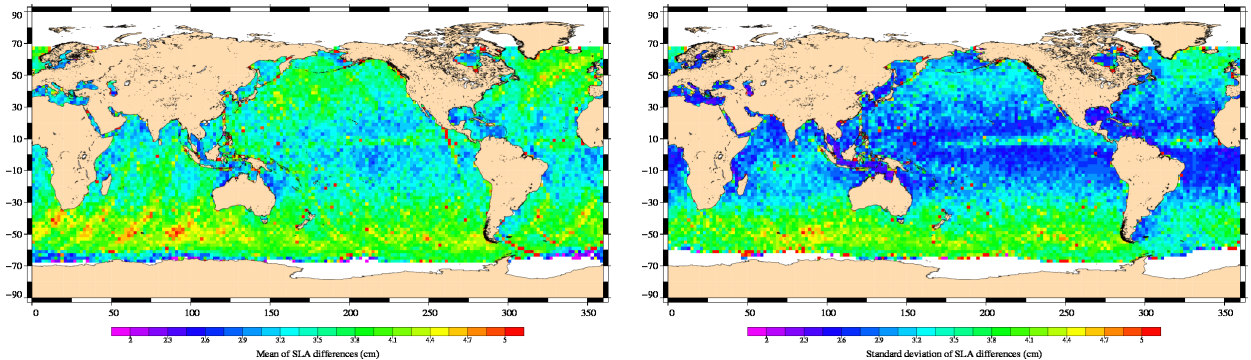 90 70 50 30 10 −10 −30 −50 −70 −90
0 50 100 150 200 250 300 350
2 2.3 2.6 2.9 3.2 3.5 3.8 4.1 4.4 4.7 5
Mean of SLA differences (cm)
90 70 50 30 10 −10 −30 −50 −70 −90
0 50 100 150 200 250 300 350
2 2.3 2.6 2.9 3.2 3.5 3.8 4.1 4.4 4.7 5
Standard deviation of SLA differences (cm)